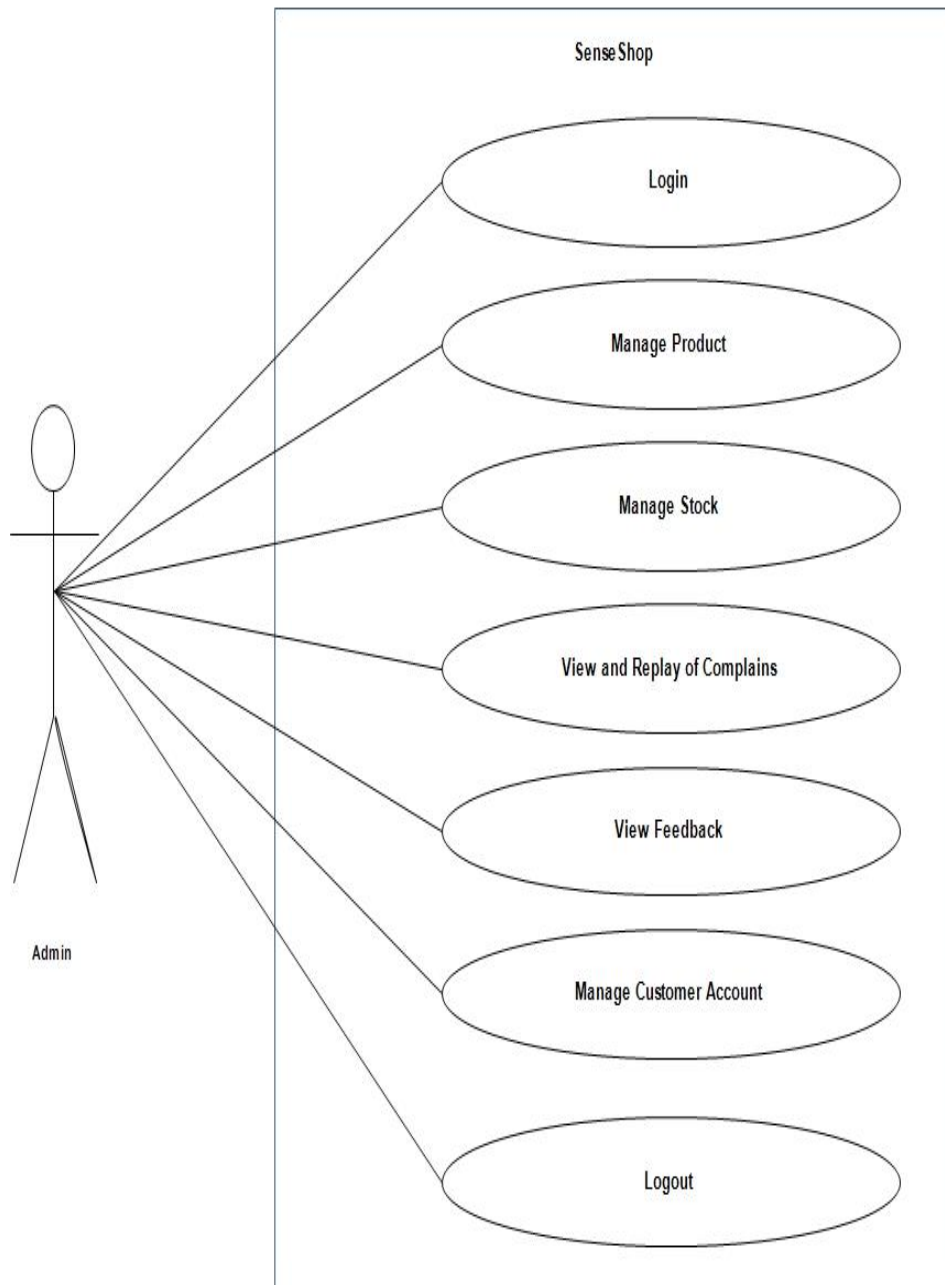 SenseShop
Login
Manage Product
Manage Stock
View and Replay of Complains
View Feedback
Admin
Manage Customer Account
Logout